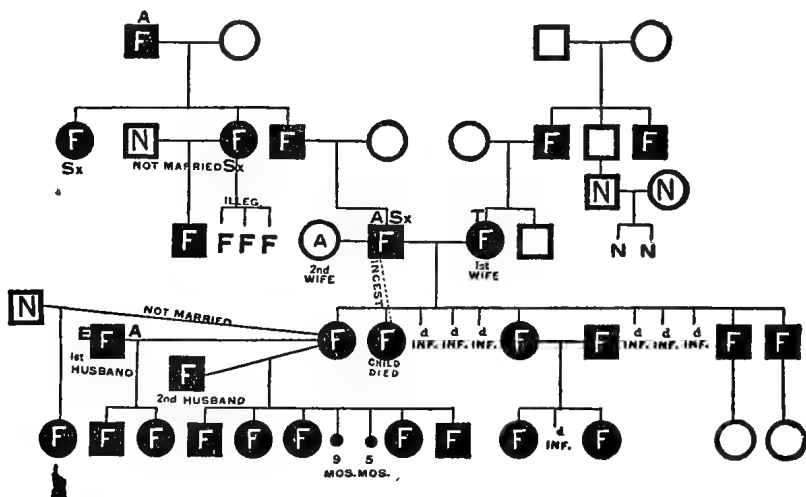 A
F
F N F F F F
Sx NOT MARRIED Sx N N
ILLEG.
F F F F A Sx T N N
A F F
2nd WIFE INCEST 1st WIFE
N NOT MARRIED
E F A F F d d d F F d d d F F
1st HUSBAND INF. INF. INF. INF. INF. INF.
CHILD DIED
F
2nd HUSBAND
F F F F F F F F F d F
9 5 INF.
MOS. MOS.